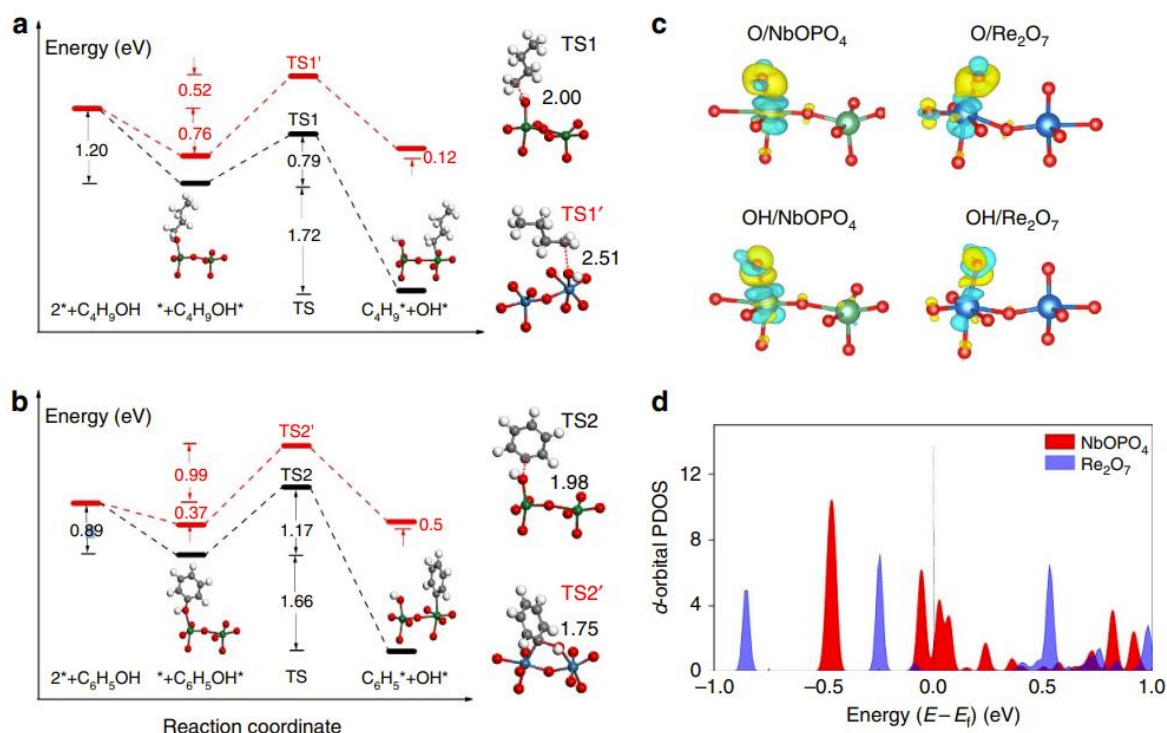 a
Energy (eV)
TS1'
0.52
0.76
1.20
TS1
0.79
1.72
0.12
2*+C₄H₉OH
*+C₄H₉OH*
TS
C₄H₉*+OH*
TS1
2.00
TS1′
2.51
b
Energy (eV)
TS2'
0.99
0.37
0.89
TS2
1.17
1.66
0.5
2*+C₆H₅OH
*+C₆H₅OH*
TS
C₆H₅*+OH*
Reaction coordinate
TS2
1.98
TS2′
1.75
c
O/NbOPO₄
O/Re₂O₇
OH/NbOPO₄
OH/Re₂O₇
d
NbOPO₄
Re₂O₇
d-orbital PDOS
12
8
4
0
−1.0
−0.5
0.0
0.5
1.0
Energy (E−E_f) (eV)